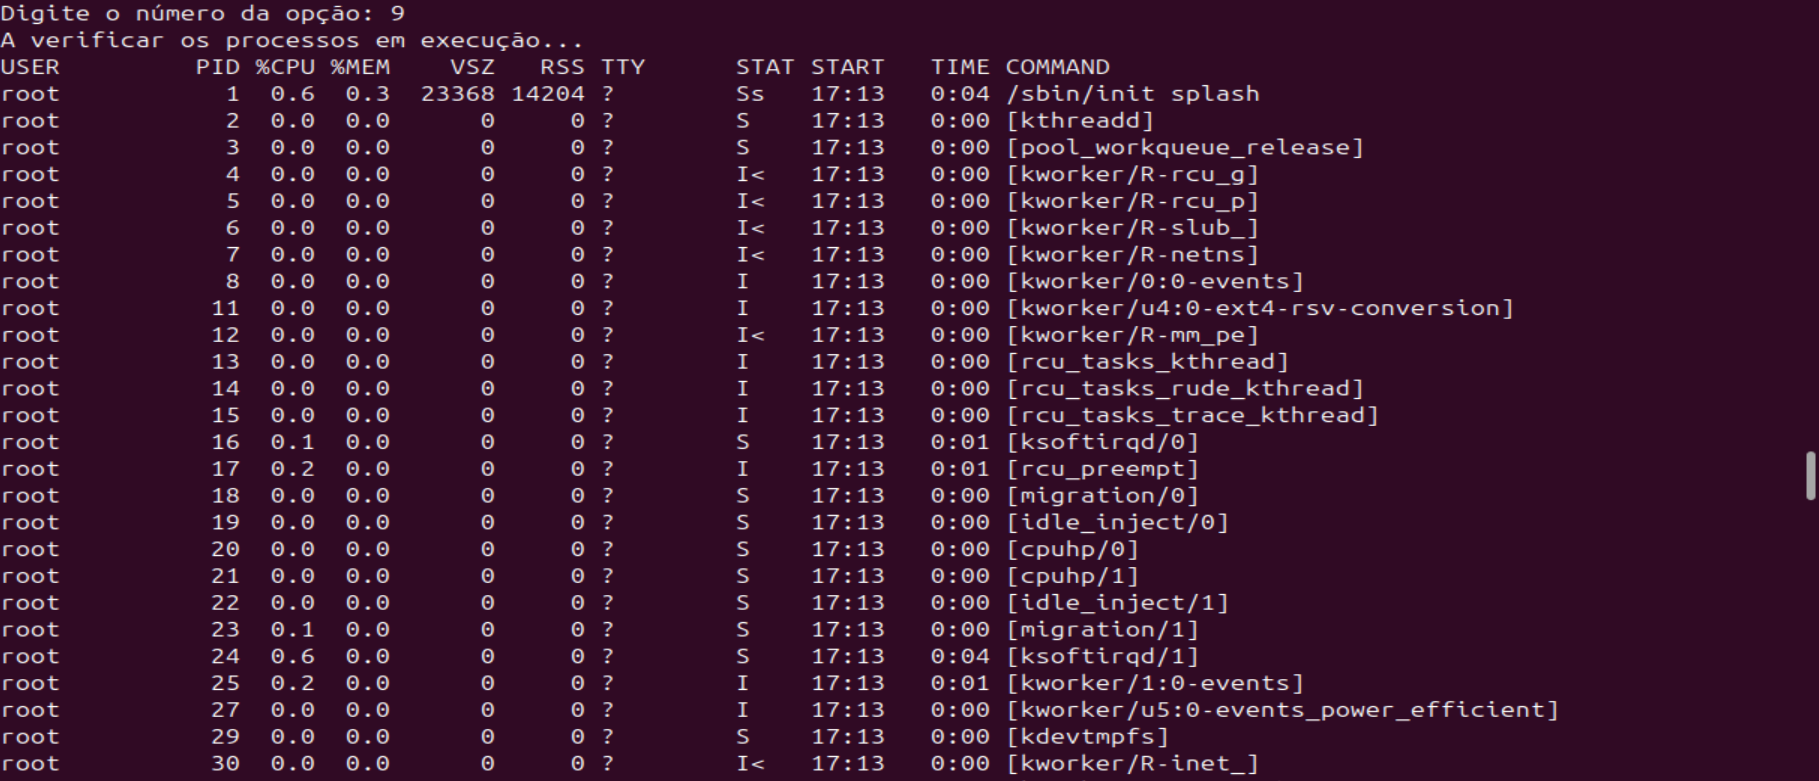 Digite o número da opção: 9
A verificar os processos em execução...
USER         PID %CPU %MEM    VSZ   RSS TTY      STAT START   TIME COMMAND
root           1  0.6  0.3  23368 14204 ?        Ss   17:13   0:04 /sbin/init splash
root           2  0.0  0.0      0     0 ?        S    17:13   0:00 [kthreadd]
root           3  0.0  0.0      0     0 ?        S    17:13   0:00 [pool_workqueue_release]
root           4  0.0  0.0      0     0 ?        I<   17:13   0:00 [kworker/R-rcu_g]
root           5  0.0  0.0      0     0 ?        I<   17:13   0:00 [kworker/R-rcu_p]
root           6  0.0  0.0      0     0 ?        I<   17:13   0:00 [kworker/R-slub_]
root           7  0.0  0.0      0     0 ?        I<   17:13   0:00 [kworker/R-netns]
root           8  0.0  0.0      0     0 ?        I    17:13   0:00 [kworker/0:0-events]
root          11  0.0  0.0      0     0 ?        I    17:13   0:00 [kworker/u4:0-ext4-rsv-conversion]
root          12  0.0  0.0      0     0 ?        I<   17:13   0:00 [kworker/R-mm_pe]
root          13  0.0  0.0      0     0 ?        I    17:13   0:00 [rcu_tasks_kthread]
root          14  0.0  0.0      0     0 ?        I    17:13   0:00 [rcu_tasks_rude_kthread]
root          15  0.0  0.0      0     0 ?        I    17:13   0:00 [rcu_tasks_trace_kthread]
root          16  0.1  0.0      0     0 ?        S    17:13   0:01 [ksoftirqd/0]
root          17  0.2  0.0      0     0 ?        I    17:13   0:01 [rcu_preempt]
root          18  0.0  0.0      0     0 ?        S    17:13   0:00 [migration/0]
root          19  0.0  0.0      0     0 ?        S    17:13   0:00 [idle_inject/0]
root          20  0.0  0.0      0     0 ?        S    17:13   0:00 [cpuhp/0]
root          21  0.0  0.0      0     0 ?        S    17:13   0:00 [cpuhp/1]
root          22  0.0  0.0      0     0 ?        S    17:13   0:00 [idle_inject/1]
root          23  0.1  0.0      0     0 ?        S    17:13   0:00 [migration/1]
root          24  0.6  0.0      0     0 ?        S    17:13   0:04 [ksoftirqd/1]
root          25  0.2  0.0      0     0 ?        I    17:13   0:01 [kworker/1:0-events]
root          27  0.0  0.0      0     0 ?        I    17:13   0:00 [kworker/u5:0-events_power_efficient]
root          29  0.0  0.0      0     0 ?        S    17:13   0:00 [kdevtmpfs]
root          30  0.0  0.0      0     0 ?        I<   17:13   0:00 [kworker/R-inet_]